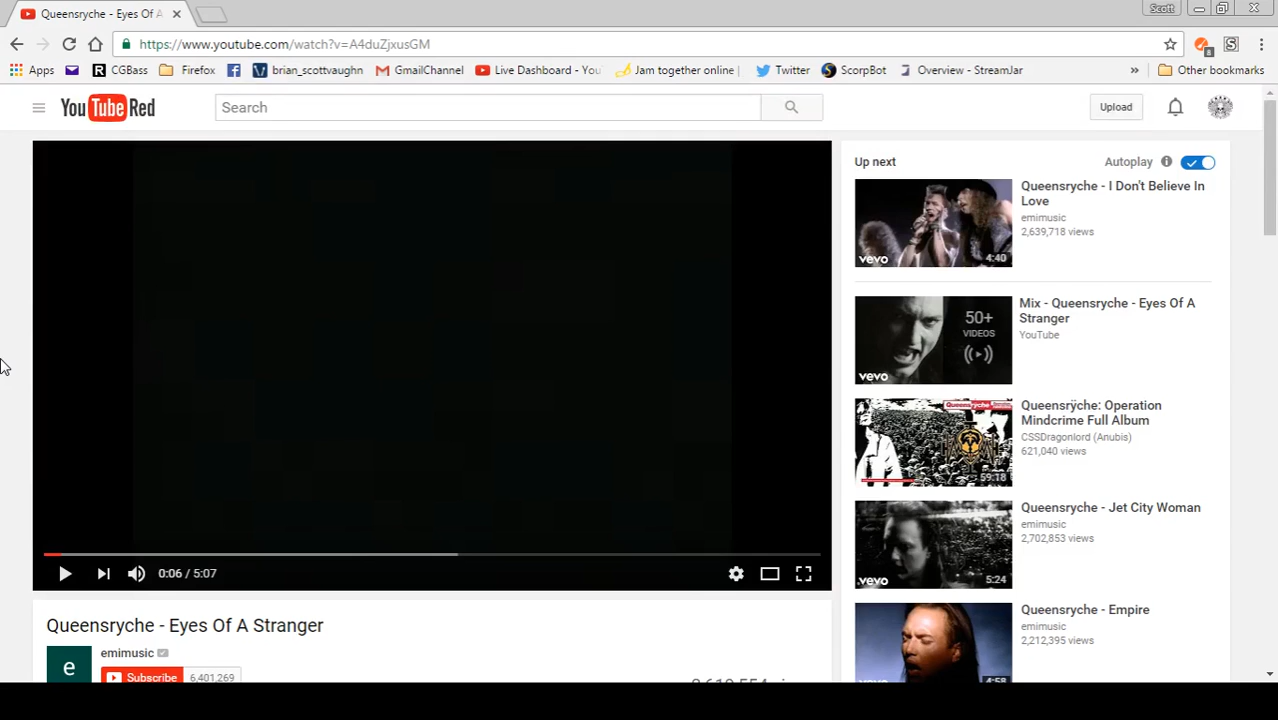 Queensryche - Eyes Of A
Scott
https://www.youtube.com/watch?v=A4duZjxusGM
8
S
Apps
CGBass
Firefox
brian_scottvaughn
GmailChannel
Live Dashboard - You
Jam together online |
Twitter
ScorpBot
Overview - StreamJar
»
Other bookmarks
YouTube Red
Search
Upload
Up next
Autoplay
Queensryche - I Don't Believe In
Love
emimusic
2,639,718 views
vevo
4:40
Mix - Queensryche - Eyes Of A
Stranger
YouTube
50+
VIDEOS
vevo
Queensrÿche: Operation
Mindcrime Full Album
CSSDragonlord (Anubis)
621,040 views
Queensryche
59:18
Queensryche - Jet City Woman
emimusic
2,702,853 views
vevo
5:24
Queensryche - Empire
emimusic
2,212,395 views
4:58
0:06 / 5:07
Queensryche - Eyes Of A Stranger
e
emimusic
Subscribe
6,401,269